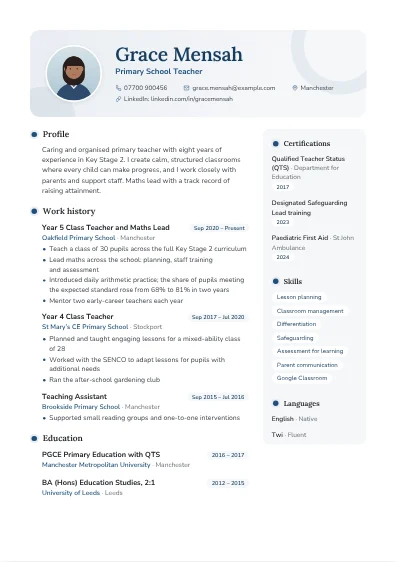 Grace Mensah
Primary School Teacher
07700 900456
grace.mensah@example.com
Manchester
LinkedIn: linkedin.com/in/gracemensah
Profile
Caring and organised primary teacher with eight years of
experience in Key Stage 2. I create calm, structured classrooms
where every child can make progress, and I work closely with
parents and support staff. Maths lead with a track record of
raising attainment.
Work history
Year 5 Class Teacher and Maths Lead
Sep 2020 – Present
Oakfield Primary School · Manchester
• Teach a class of 30 pupils across the full Key Stage 2 curriculum
• Lead maths across the school: planning, staff training
and assessment
• Introduced daily arithmetic practice; the share of pupils meeting
the expected standard rose from 68% to 81% in two years
• Mentor two early-career teachers each year
Year 4 Class Teacher
Sep 2017 – Jul 2020
St Mary's CE Primary School · Stockport
• Planned and taught engaging lessons for a mixed-ability class
of 28
• Worked with the SENCO to adapt lessons for pupils with
additional needs
• Ran the after-school gardening club
Teaching Assistant
Sep 2015 – Jul 2016
Brookside Primary School · Manchester
• Supported small reading groups and one-to-one interventions
Education
PGCE Primary Education with QTS
2016 – 2017
Manchester Metropolitan University · Manchester
BA (Hons) Education Studies, 2:1
2012 – 2015
University of Leeds · Leeds
Certifications
Qualified Teacher Status
(QTS) · Department for
Education
2017
Designated Safeguarding
Lead training
2023
Paediatric First Aid · St John
Ambulance
2024
Skills
Lesson planning
Classroom management
Differentiation
Safeguarding
Assessment for learning
Parent communication
Google Classroom
Languages
English · Native
Twi · Fluent